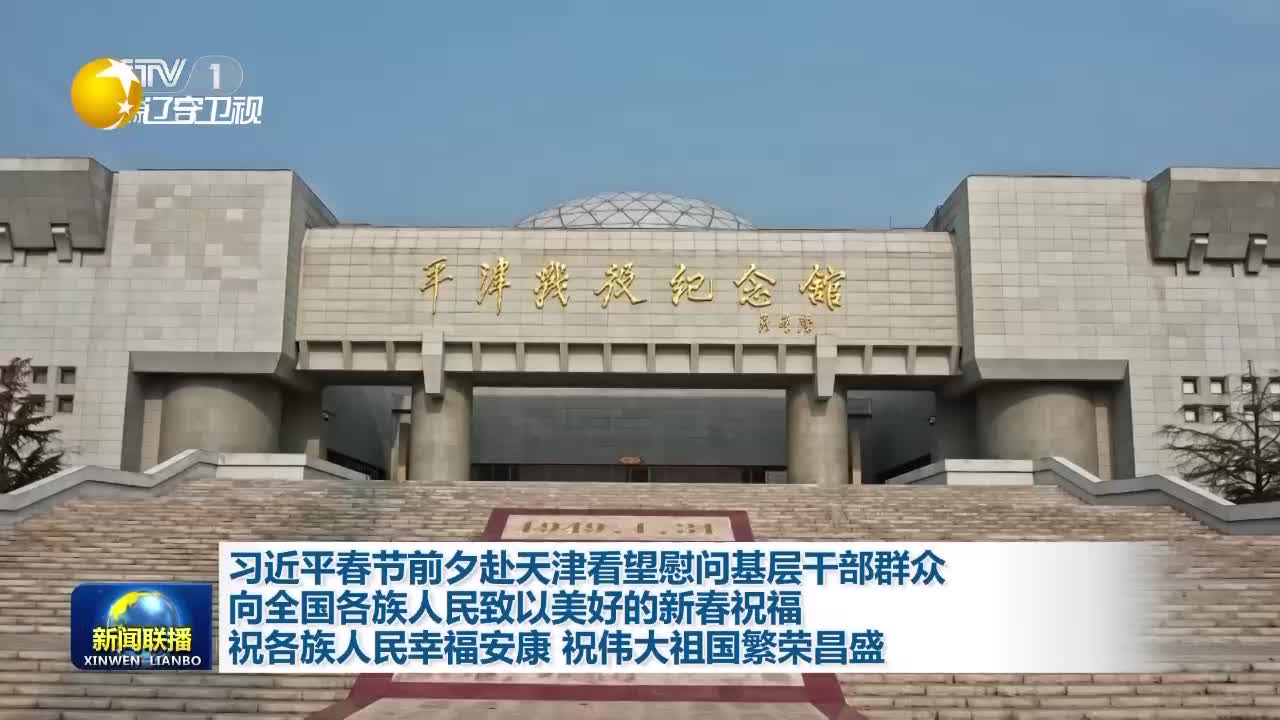 TV 1
辽宁卫视
平津战役纪念馆
1949.1.31
习近平春节前夕赴天津看望慰问基层干部群众
向全国各族人民致以美好的新春祝福
祝各族人民幸福安康 祝伟大祖国繁荣昌盛
新闻联播
XINWEN LIANBO